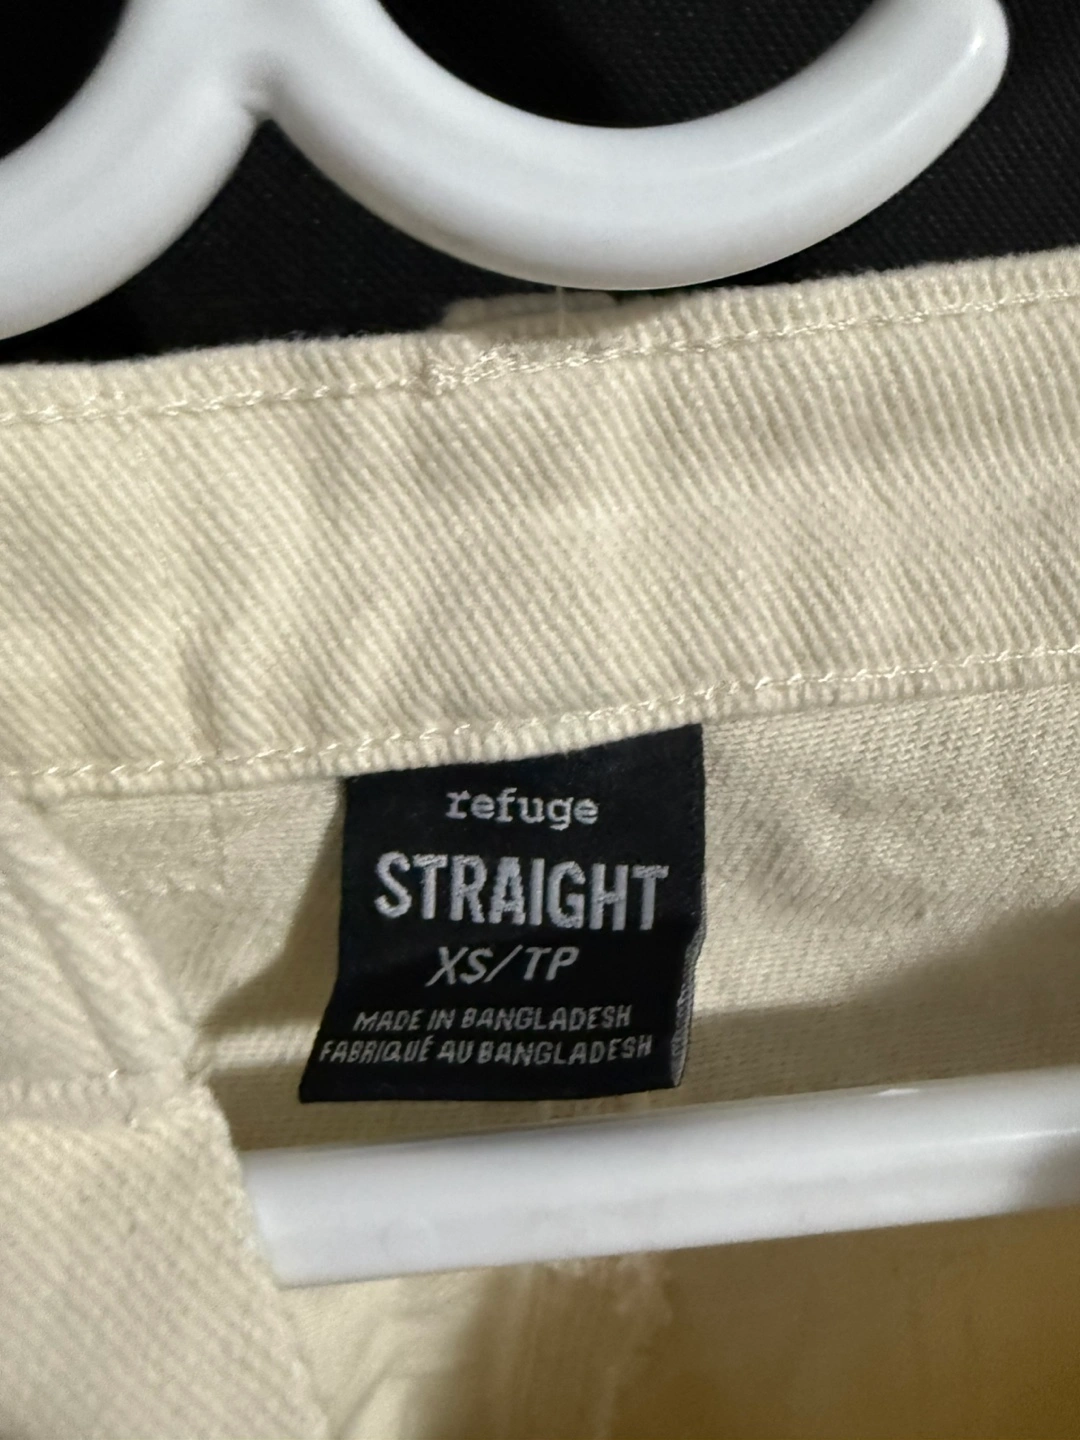 refuge
STRAIGHT
XS/TP
MADE IN BANGLADESH
FABRIQUÉ AU BANGLADESH